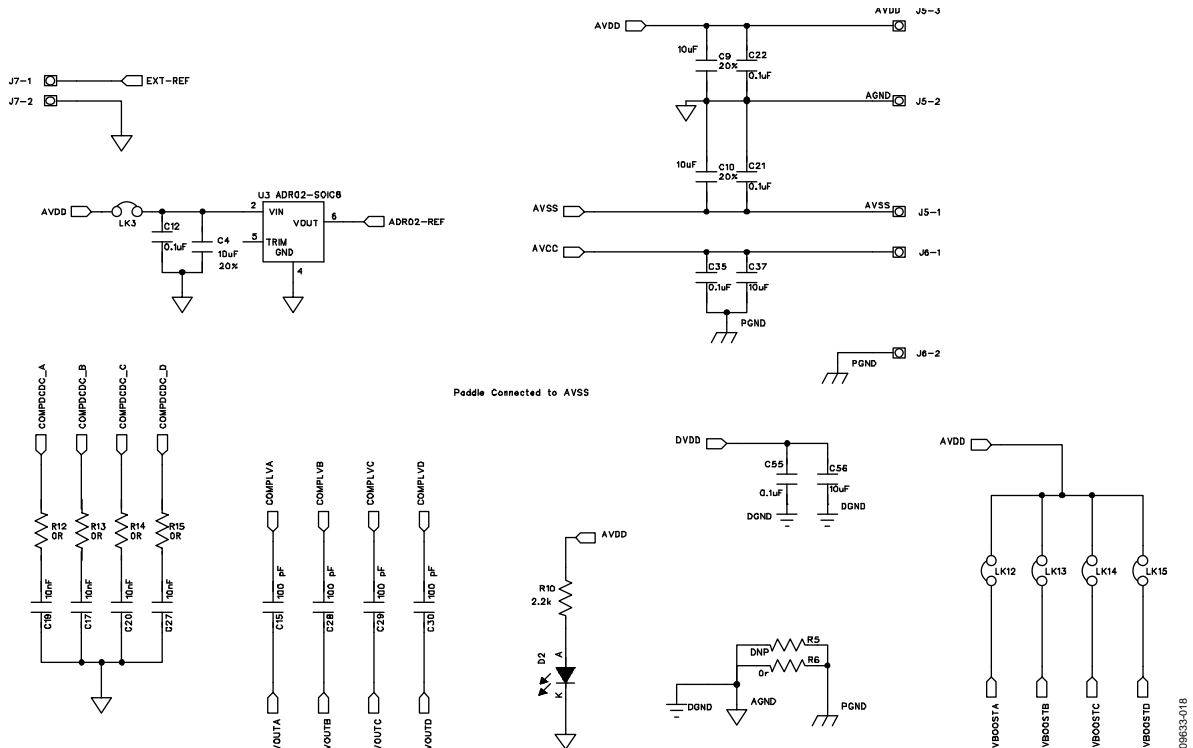 AVDD J5-3
AVDD
10uF C9 20%
C22 0.1uF
J7-1 EXT-REF
J7-2
AGND J5-2
10uF C10 20%
C21 0.1uF
U3 ADR02-SOIC8
AVDD LK3
2 VIN
VOUT 6
ADR02-REF
5 TRIM
GND
4
C12 0.1uF
C4 10uF 20%
AVSS AVSS J5-1
AVCC J6-1
C35 0.1uF
C37 10uF
PGND
PGND J6-2
Paddle Connected to AVSS
COMPDCDC_A
COMPDCDC_B
COMPDCDC_C
COMPDCDC_D
R12 0R
R13 0R
R14 0R
R15 0R
10nF C19
10nF C17
10nF C20
10nF C27
COMPLVA
COMPLVB
COMPLVC
COMPLVD
100 pF C15
100 pF C28
100 pF C29
100 pF C30
VOUTA
VOUTB
VOUTC
VOUTD
AVDD
R10 2.2k
D2 A K
DVDD
C55 0.1uF
C56 10uF
DGND DGND
R5 DNP
R6 0r
DGND AGND PGND
AVDD
LK12 LK13 LK14 LK15
VBOOSTA
VBOOSTB
VBOOSTC
VBOOSTD
09633-018